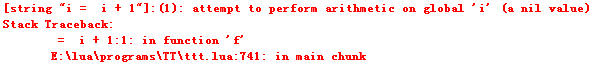 [string "i =  i + 1"]:(1): attempt to perform arithmetic on global 'i' (a nil value)
Stack Traceback:
=  i + 1:1: in function 'f'
E:\lua\programs\TT\ttt.lua:741: in main chunk